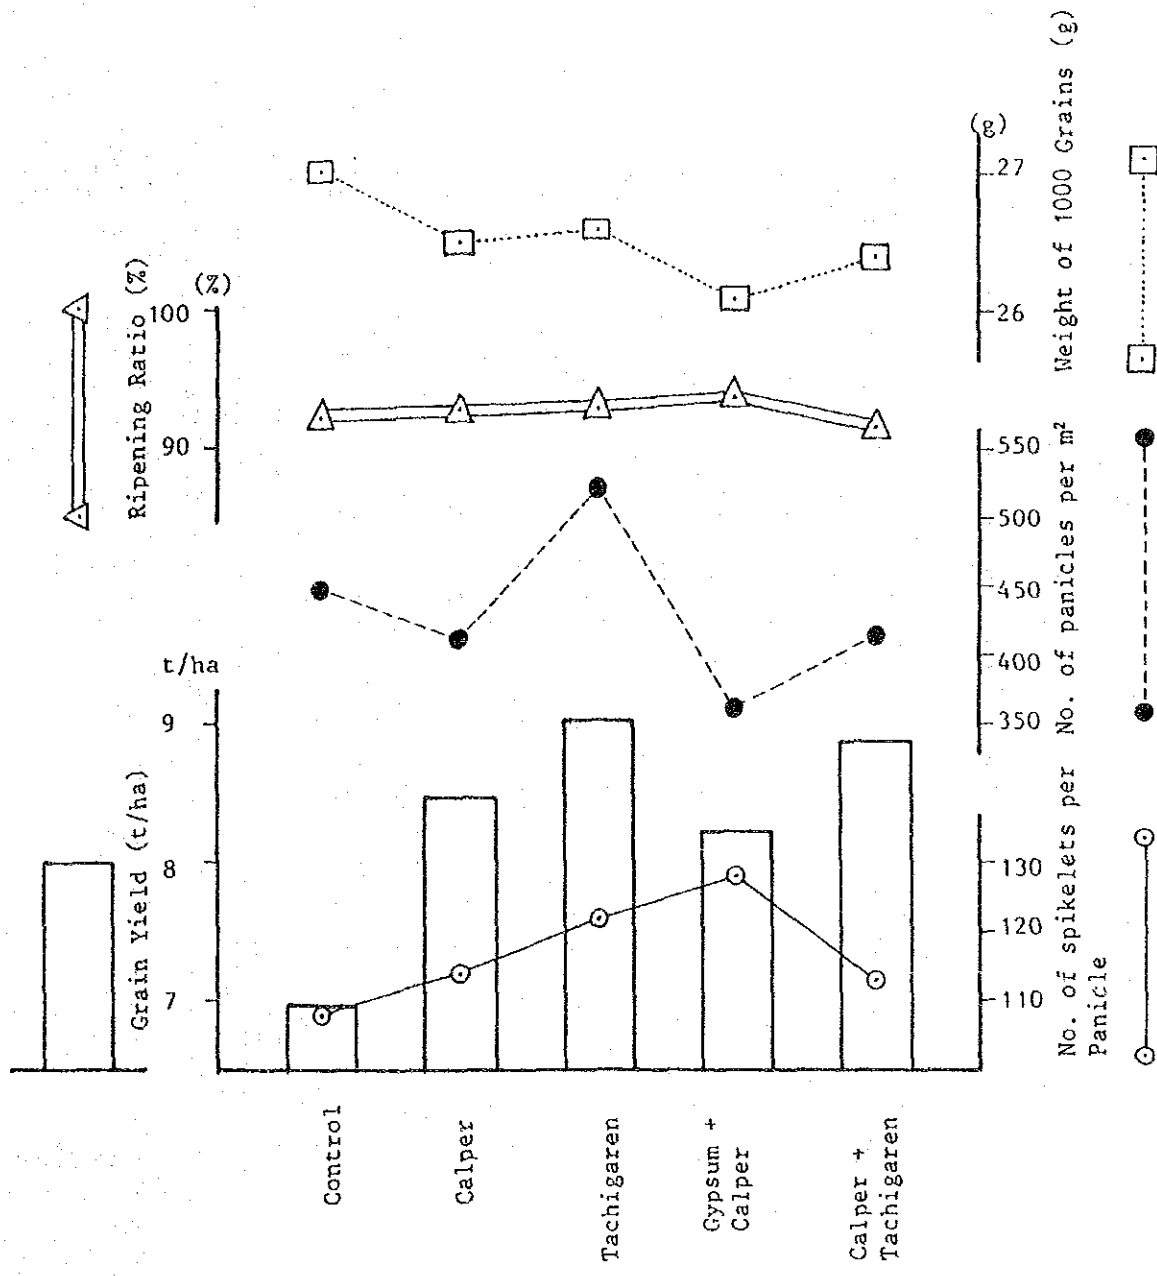 Ripening Ratio (%)
(%)
100
90
Grain Yield (t/ha)
t/ha
9
8
7
(g)
27
26
Weight of 1000 Grains (g)
550
500
450
400
350
No. of panicles per m²
130
120
110
No. of spikelets per
Panicle
Control
Calper
Tachigaren
Gypsum +
Calper
Calper +
Tachigaren